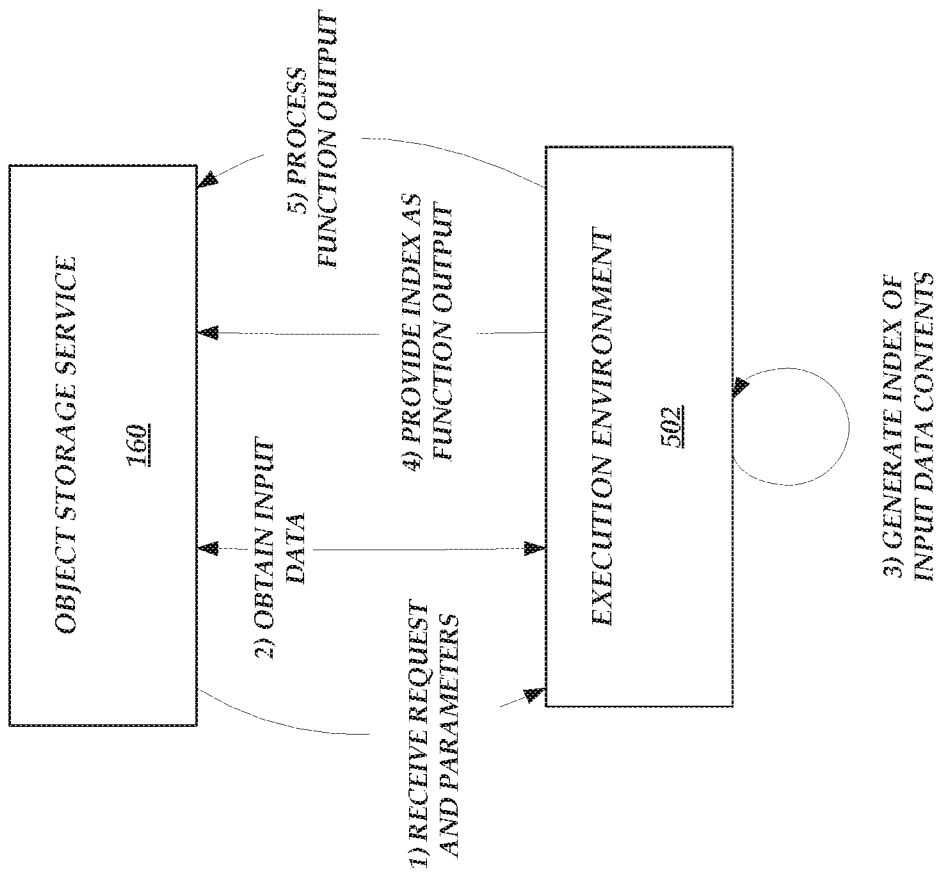 OBJECT STORAGE SERVICE
160
1) RECEIVE REQUEST
AND PARAMETERS
2) OBTAIN INPUT
DATA
4) PROVIDE INDEX AS
FUNCTION OUTPUT
5) PROCESS
FUNCTION OUTPUT
EXECUTION ENVIRONMENT
502
3) GENERATE INDEX OF
INPUT DATA CONTENTS